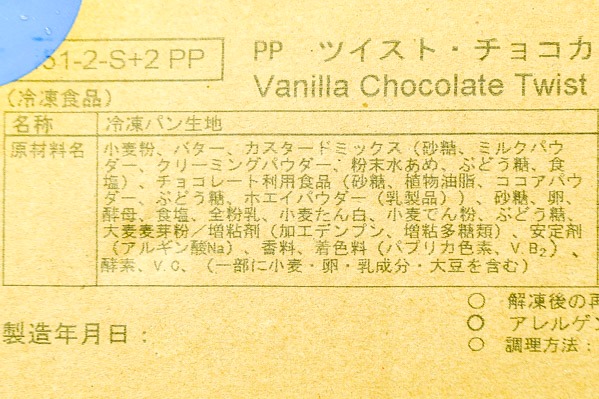 51-2-S+2 PP
PP ツイスト・チョコカ
Vanilla Chocolate Twist
(冷凍食品)
名称 冷凍パン生地
原材料名 小麦粉、バター、カスタードミックス(砂糖、ミルクパウ
ダー、クリーミングパウダー、粉末水あめ、ぶどう糖、食
塩)、チョコレート利用食品(砂糖、植物油脂、ココアパウ
ダー、ぶどう糖、ホエイパウダー(乳製品))、砂糖、卵、
酵母、食塩、全粉乳、小麦たん白、小麦でん粉、ぶどう糖、
大麦麦芽粉/増粘剤(加工デンプン、増粘多糖類)、安定剤
(アルギン酸Na)、香料、着色料(パプリカ色素、V.B2)、
酵素、V.C、(一部に小麦・卵・乳成分・大豆を含む)
○ 解凍後の再
製造年月日:
○ アレルゲン
○ 調理方法: